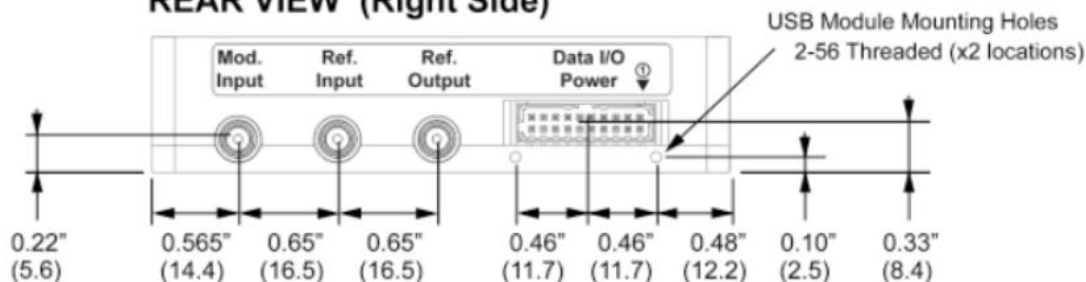 REAR VIEW (Right Side)
USB Module Mounting Holes
2-56 Threaded (x2 locations)
Mod. Input
Ref. Input
Ref. Output
Data I/O Power
①
0.22"
(5.6)
0.565"
(14.4)
0.65"
(16.5)
0.65"
(16.5)
0.46"
(11.7)
0.46"
(11.7)
0.48"
(12.2)
0.10"
(2.5)
0.33"
(8.4)